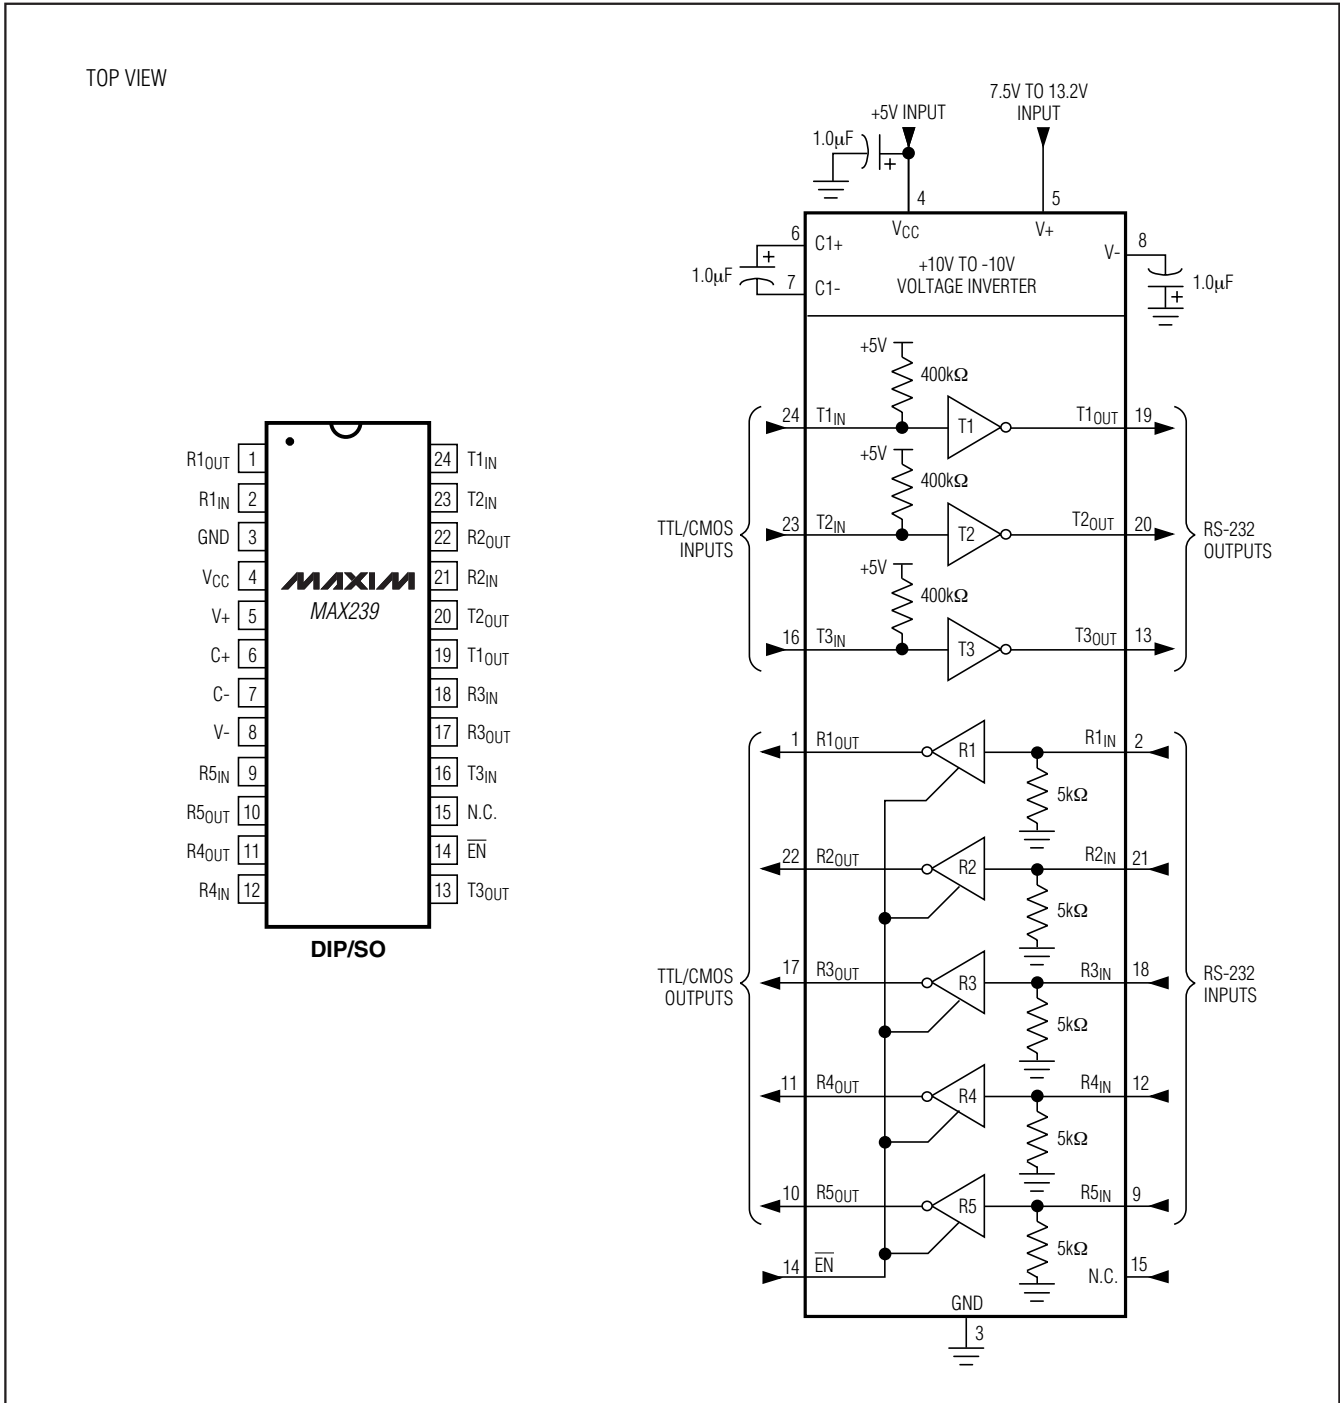 TOP VIEW
R1OUT 1
R1IN 2
GND 3
VCC 4
V+ 5
C+ 6
C- 7
V- 8
R5IN 9
R5OUT 10
R4OUT 11
R4IN 12
MAXIM
MAX239
24 T1IN
23 T2IN
22 R2OUT
21 R2IN
20 T2OUT
19 T1OUT
18 R3IN
17 R3OUT
16 T3IN
15 N.C.
14 EN
13 T3OUT
DIP/SO
+5V INPUT
7.5V TO 13.2V
INPUT
1.0μF
+
4
5
VCC
V+
6 C1+
+
1.0μF
7 C1-
+10V TO -10V
VOLTAGE INVERTER
V- 8
1.0μF
+
+5V
400kΩ
24 T1IN
T1
T1OUT 19
+5V
400kΩ
TTL/CMOS
INPUTS
23 T2IN
T2
T2OUT 20
RS-232
OUTPUTS
+5V
400kΩ
16 T3IN
T3
T3OUT 13
1 R1OUT
R1
R1IN 2
5kΩ
22 R2OUT
R2
R2IN 21
5kΩ
TTL/CMOS
OUTPUTS
17 R3OUT
R3
R3IN 18
RS-232
INPUTS
5kΩ
11 R4OUT
R4
R4IN 12
5kΩ
10 R5OUT
R5
R5IN 9
5kΩ
14 EN
N.C. 15
GND
3